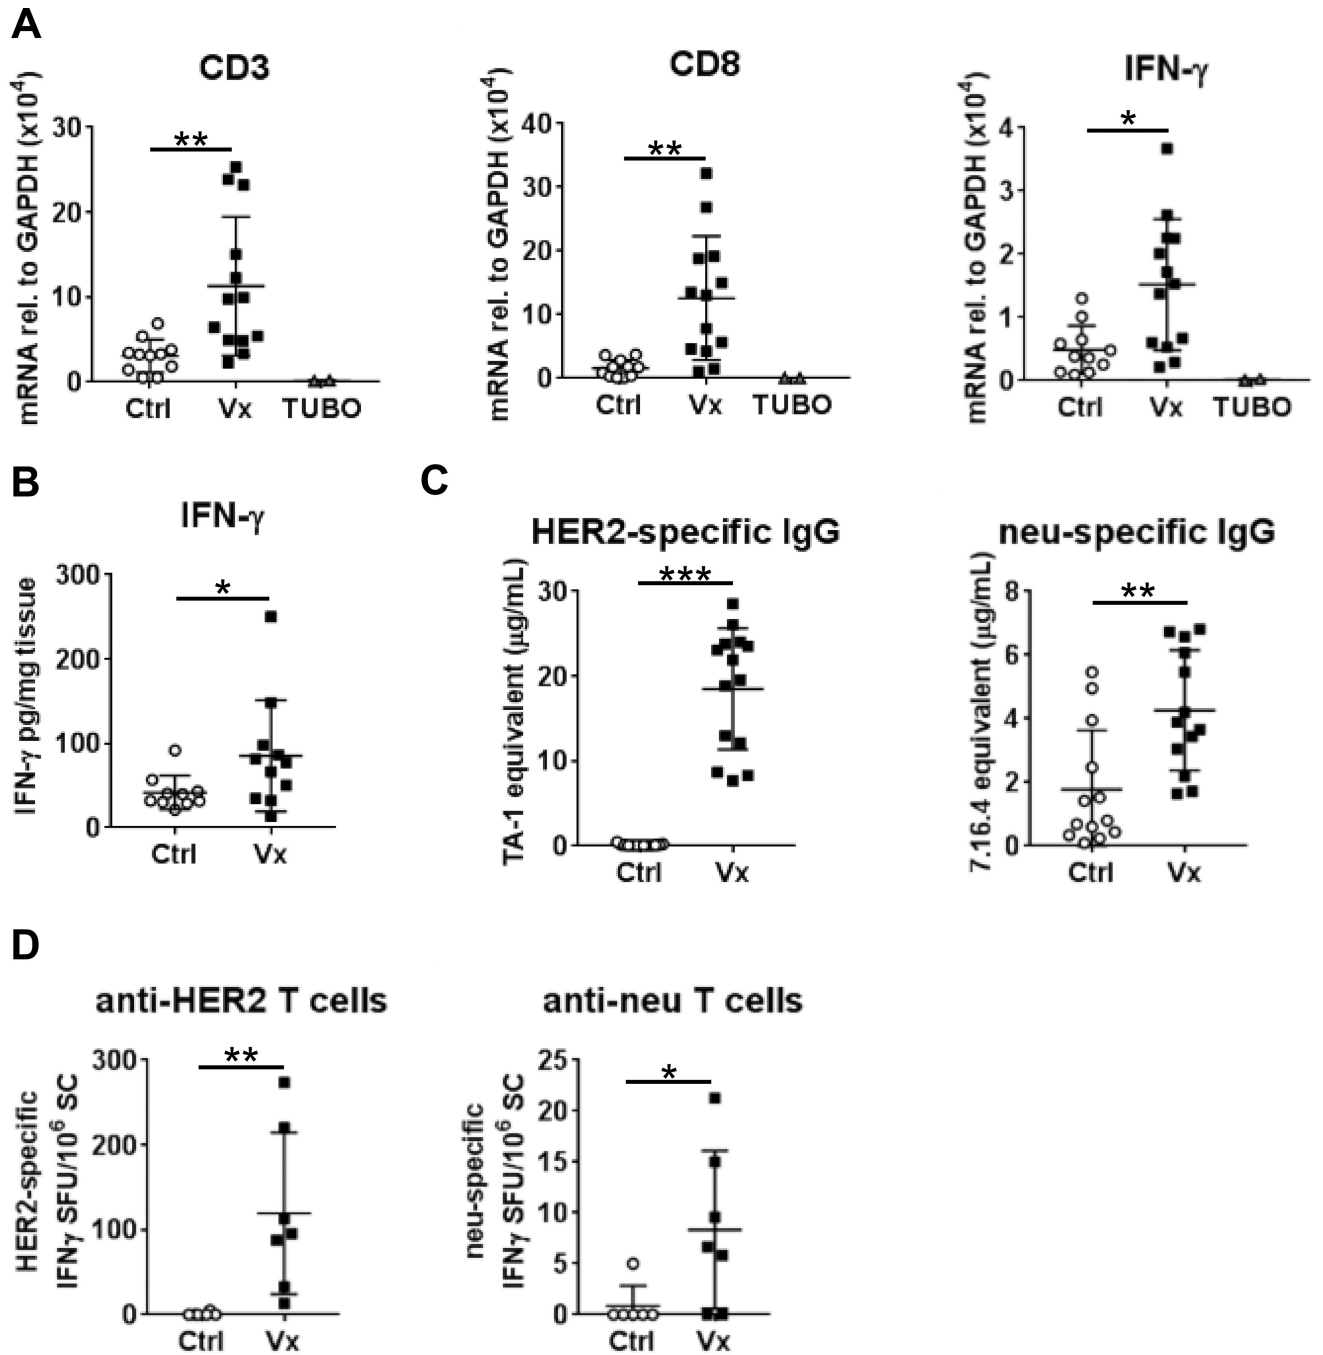 A
CD3
CD8
IFN-γ
mRNA rel. to GAPDH (x10⁴)
30
20
10
0
**
Ctrl
Vx
TUBO
mRNA rel. to GAPDH (x10⁴)
40
30
20
10
0
**
Ctrl
Vx
TUBO
mRNA rel. to GAPDH (x10⁴)
4
3
2
1
0
*
Ctrl
Vx
TUBO
B
IFN-γ
IFN-γ pg/mg tissue
300
200
100
0
*
Ctrl
Vx
C
HER2-specific IgG
TA-1 equivalent (μg/mL)
30
20
10
0
***
Ctrl
Vx
neu-specific IgG
7.16.4 equivalent (μg/mL)
8
6
4
2
0
**
Ctrl
Vx
D
anti-HER2 T cells
HER2-specific
IFNγ SFU/10⁶ SC
300
200
100
0
**
Ctrl
Vx
anti-neu T cells
neu-specific
IFNγ SFU/10⁶ SC
25
20
15
10
5
0
*
Ctrl
Vx